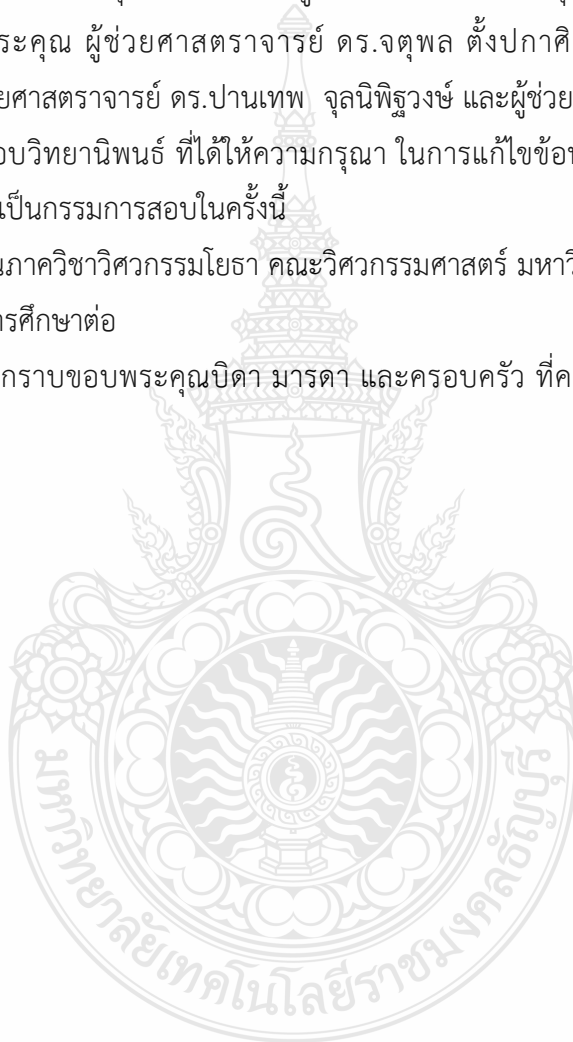 ระคุณ ผู้ช่วยศาสตราจารย์ ดร.จตุพล ตั้งปกาศิ
ยศาสตราจารย์ ดร.ปานเทพ จุลนิพิฐวงษ์ และผู้ช่วย
อบวิทยานิพนธ์ ที่ได้ให้ความกรุณา ในการแก้ไขข้อ
เป็นกรรมการสอบในครั้งนี้
นภาควิชาวิศวกรรมโยธา คณะวิศวกรรมศาสตร์ มหาวิ
ารศึกษาต่อ
กราบขอบพระคุณบิดา มารดา และครอบครัว ที่ค
มหาวิทยาลัยเทคโนโลยีราชมงคลธัญบุรี